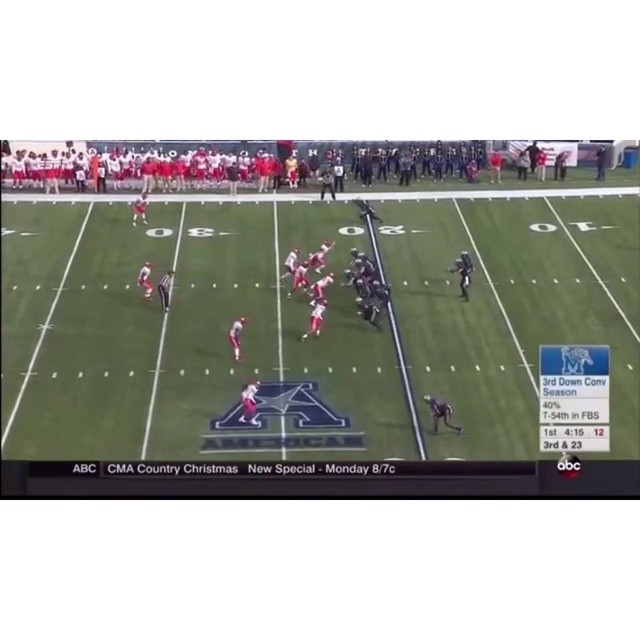 30
20
10
M
3rd Down Conv
Season
40%
T-54th in FBS
1st 4:15 12
3rd & 23
A
AMERICAN
ABC CMA Country Christmas New Special - Monday 8/7c
abc